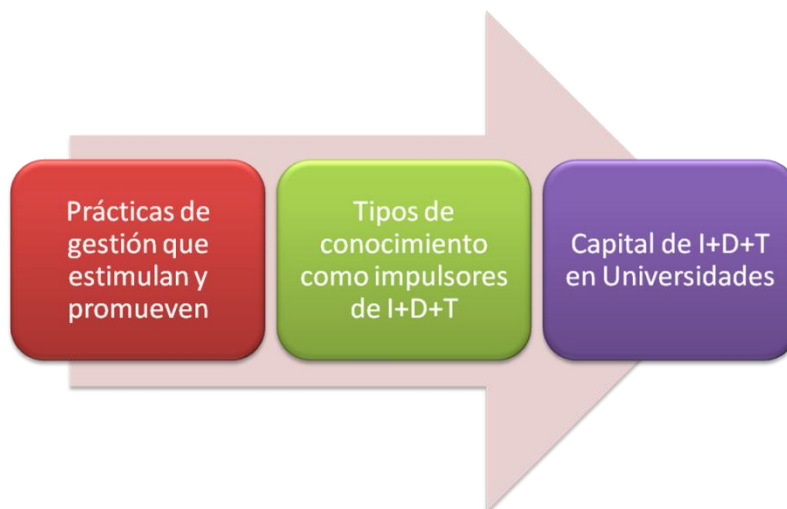 Prácticas de
gestión que
estimulan y
promueven
Tipos de
conocimiento
como impulsores
de I+D+T
Capital de I+D+T
en Universidades